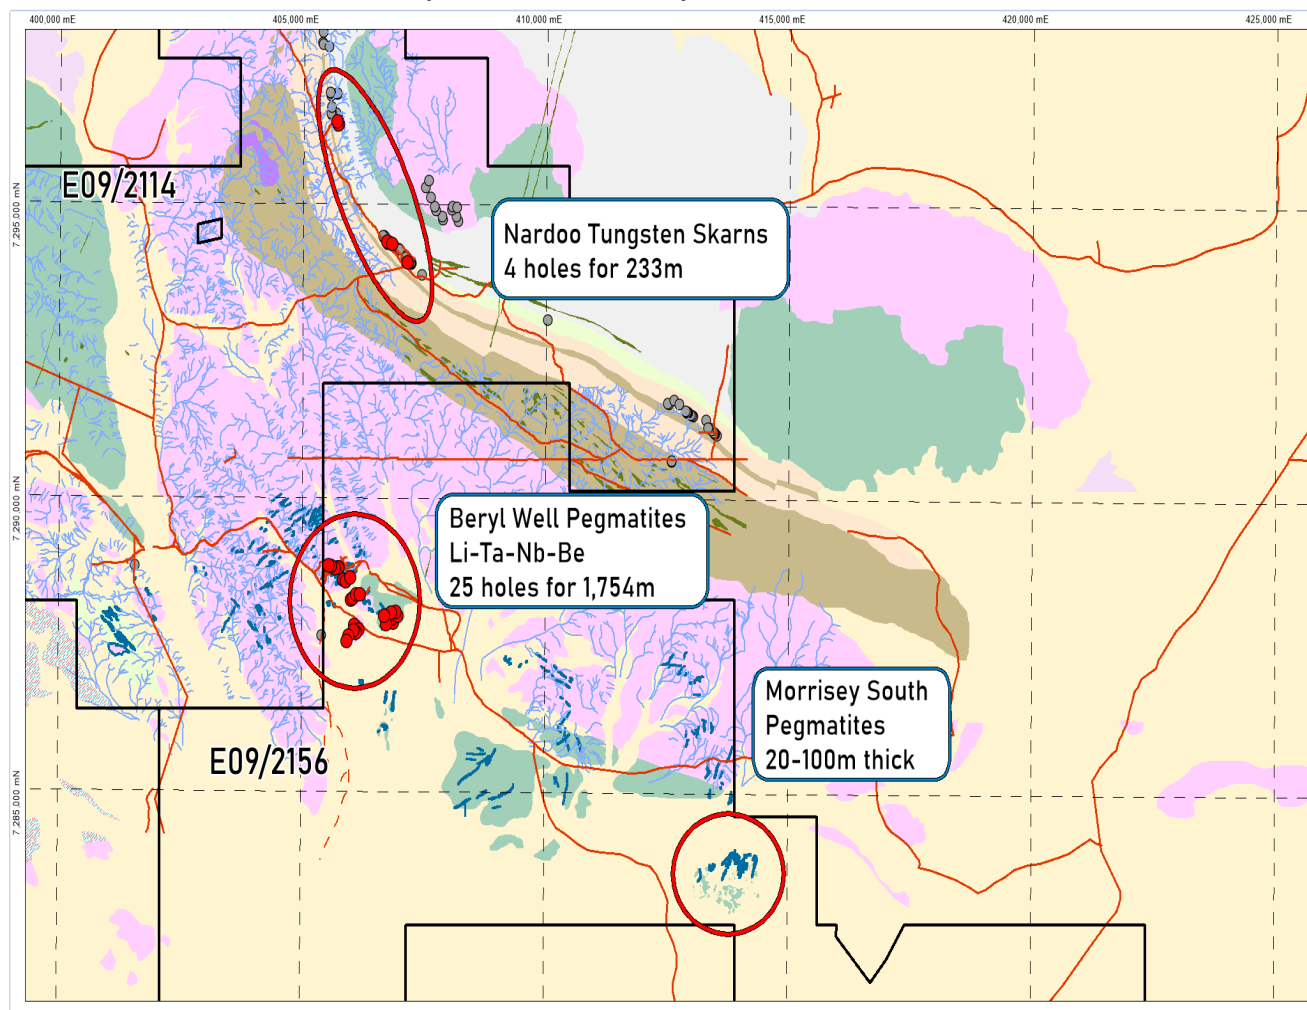 400,000 mE
405,000 mE
410,000 mE
415,000 mE
420,000 mE
425,000 mE
7 295,000 mN
E09/2114
Nardoo Tungsten Skarns
4 holes for 233m
7 290,000 mN
Beryl Well Pegmatites
Li-Ta-Nb-Be
25 holes for 1,754m
Morrisey South
Pegmatites
20-100m thick
E09/2156
7 285,000 mN